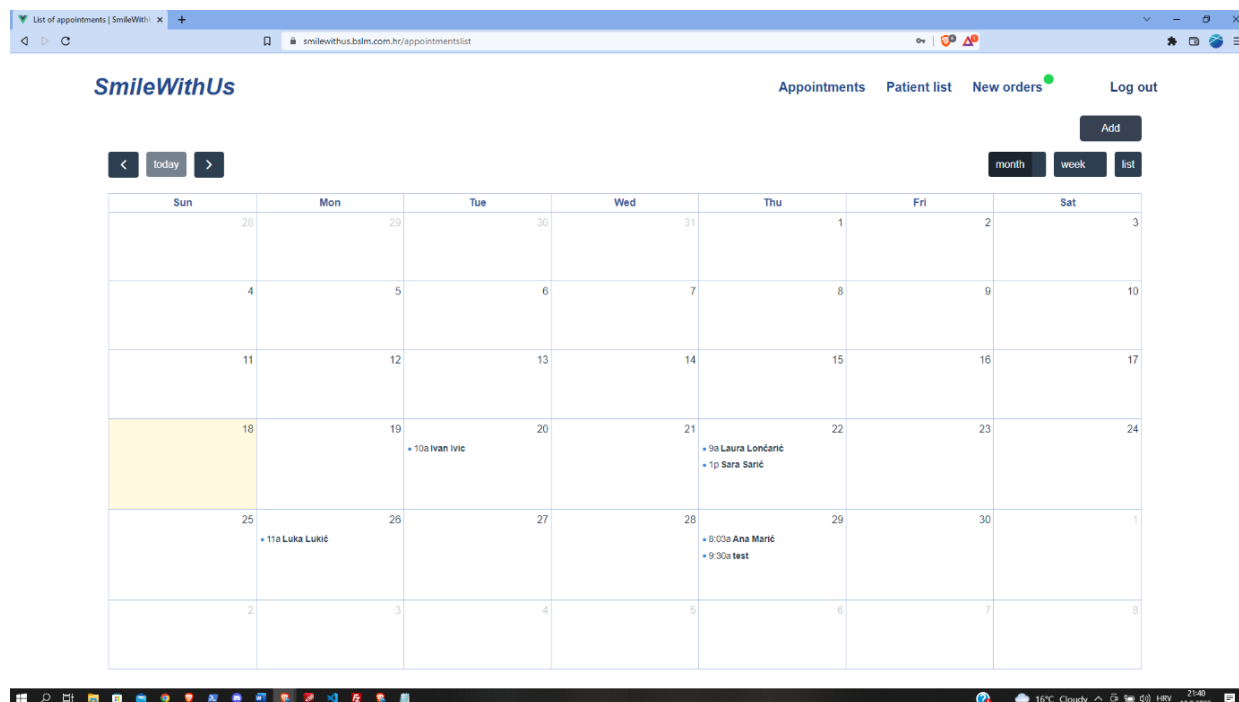 List of appointments | SmileWith
smilewithus.bslm.com.hr/appointmentslist
SmileWithUs
Appointments Patient list New orders Log out
Add
today
month week list
Sun Mon Tue Wed Thu Fri Sat
28 29 30 31 1 2 3
4 5 6 7 8 9 10
11 12 13 14 15 16 17
18 19 20 21 22 23 24
10a Ivan Ivic
9a Laura Lončarić
1p Sara Sarić
25 26 27 28 29 30 1
11a Luka Lukić
8:03a Ana Marić
9:30a test
2 3 4 5 6 7 8
16°C Cloudy HRV 21:40